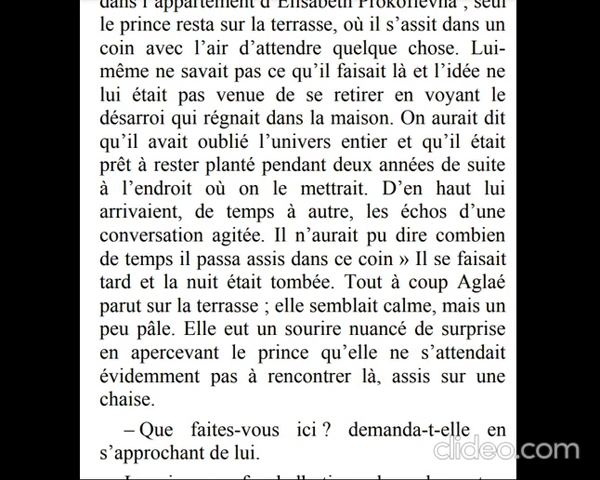 dans l'appartement d'Élisabeth Prokofievna ; seul
le prince resta sur la terrasse, où il s'assit dans un
coin avec l'air d'attendre quelque chose. Lui-
même ne savait pas ce qu'il faisait là et l'idée ne
lui était pas venue de se retirer en voyant le
désarroi qui régnait dans la maison. On aurait dit
qu'il avait oublié l'univers entier et qu'il était
prêt à rester planté pendant deux années de suite
à l'endroit où on le mettrait. D'en haut lui
arrivaient, de temps à autre, les échos d'une
conversation agitée. Il n'aurait pu dire combien
de temps il passa assis dans ce coin » Il se faisait
tard et la nuit était tombée. Tout à coup Aglaé
parut sur la terrasse ; elle semblait calme, mais un
peu pâle. Elle eut un sourire nuancé de surprise
en apercevant le prince qu'elle ne s'attendait
évidemment pas à rencontrer là, assis sur une
chaise.
– Que faites-vous ici ? demanda-t-elle en
s'approchant de lui.
clideo.com